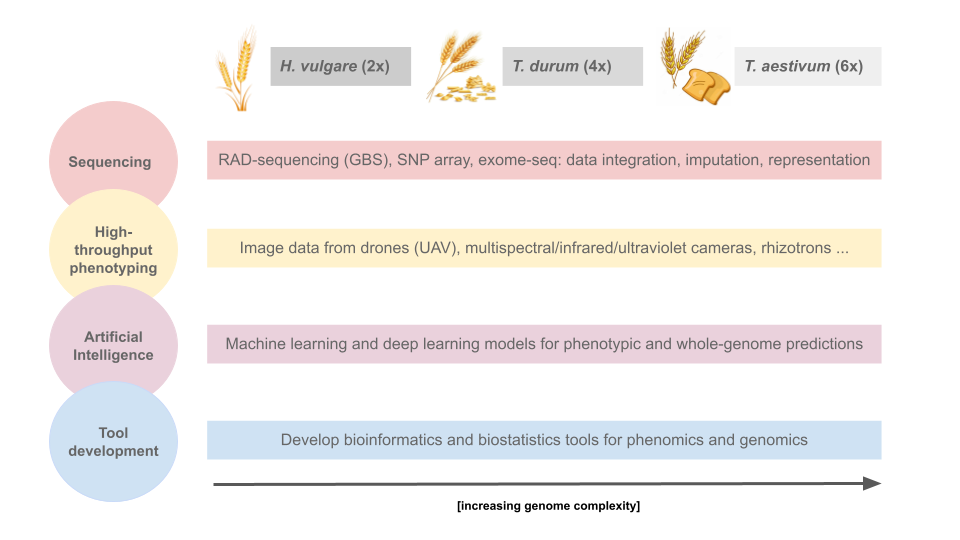 H. vulgare (2x)
T. durum (4x)
T. aestivum (6x)
Sequencing
RAD-sequencing (GBS), SNP array, exome-seq: data integration, imputation, representation
High-
throughput
phenotyping
Image data from drones (UAV), multispectral/infrared/ultraviolet cameras, rhizotrons ...
Artificial
Intelligence
Machine learning and deep learning models for phenotypic and whole-genome predictions
Tool
development
Develop bioinformatics and biostatistics tools for phenomics and genomics
[increasing genome complexity]